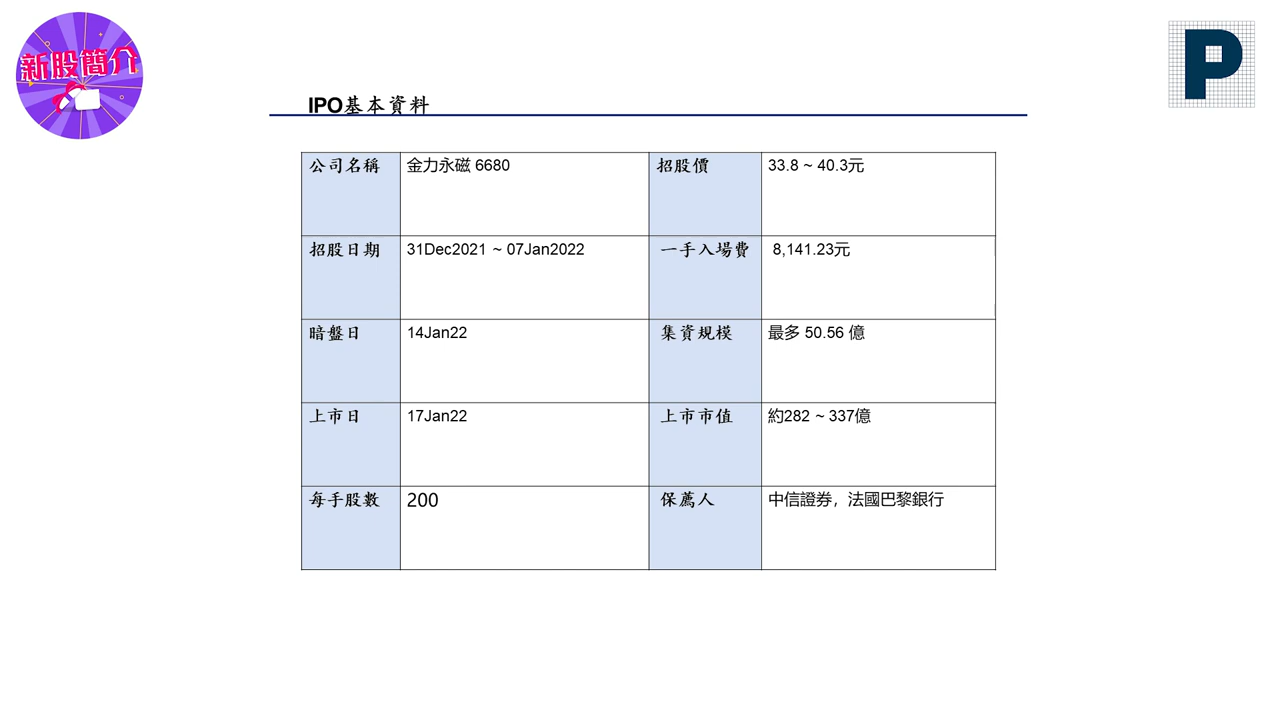 新股簡介
P
IPO基本資料
公司名稱 金力永磁 6680 招股價 33.8 ~ 40.3元
招股日期 31Dec2021 ~ 07Jan2022 一手入場費 8,141.23元
暗盤日 14Jan22 集資規模 最多 50.56 億
上市日 17Jan22 上市市值 約282 ~ 337億
每手股數 200 保薦人 中信證券，法國巴黎銀行